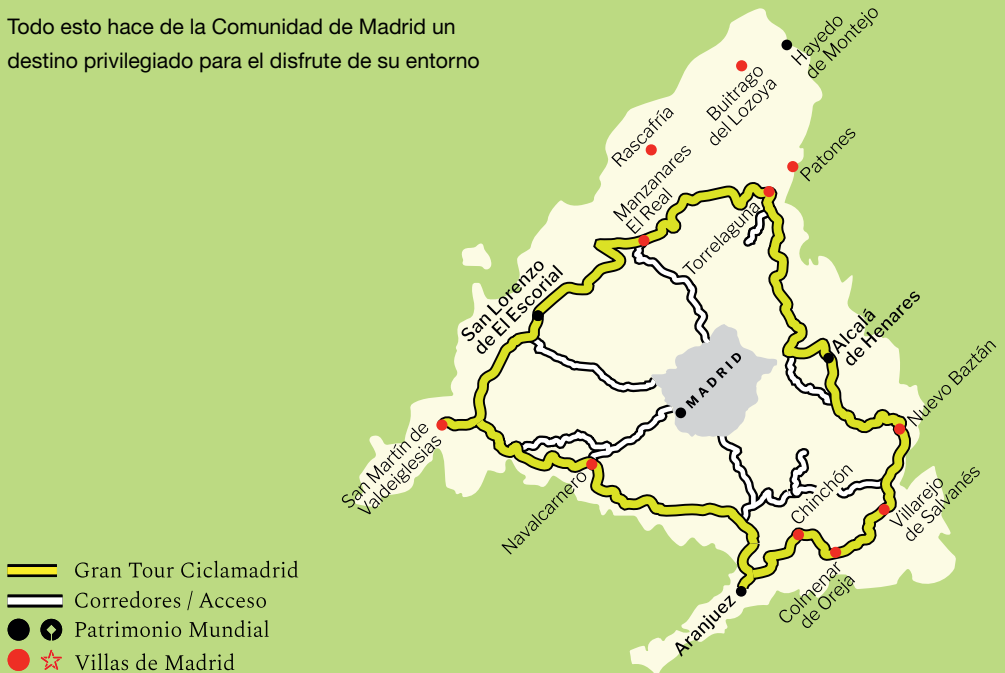 Todo esto hace de la Comunidad de Madrid un
destino privilegiado para el disfrute de su entorno
Hayedo
de Montejo
Buitrago
del Lozoya
Rascafría
Patones
Manzanares
El Real
Torrelaguna
San Lorenzo
de El Escorial
Alcalá
de Henares
MADRID
Nuevo Baztán
San Martín de
Valdeiglesias
Navalcarnero
Chinchón
Villarejo
de Salvanés
Colmenar
de Oreja
Aranjuez
Gran Tour Ciclamadrid
Corredores / Acceso
Patrimonio Mundial
Villas de Madrid